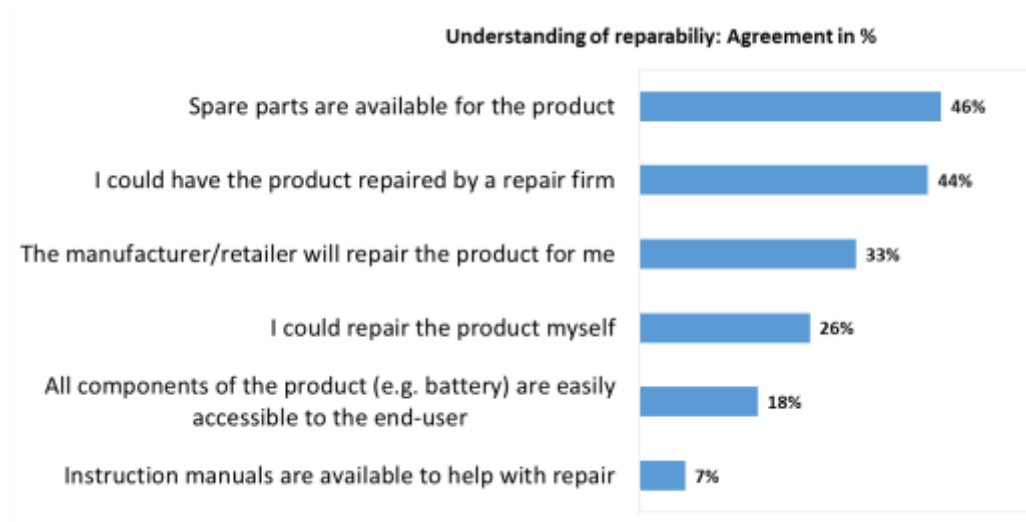 Understanding of reparabiliy: Agreement in %
Spare parts are available for the product
46%
I could have the product repaired by a repair firm
44%
The manufacturer/retailer will repair the product for me
33%
I could repair the product myself
26%
All components of the product (e.g. battery) are easily
accessible to the end-user
18%
Instruction manuals are available to help with repair
7%